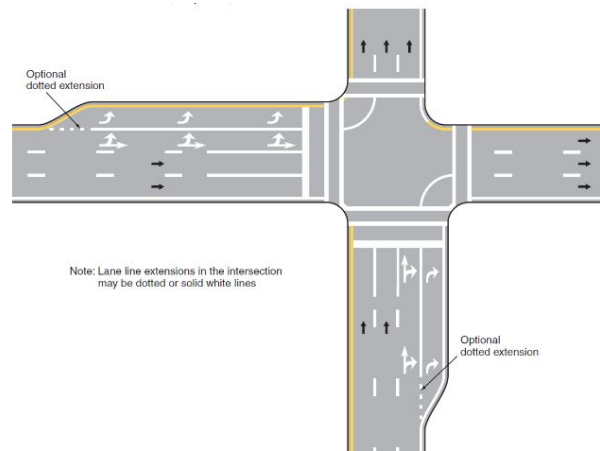 Optional
dotted extension
Note: Lane line extensions in the intersection
may be dotted or solid white lines
Optional
dotted extension